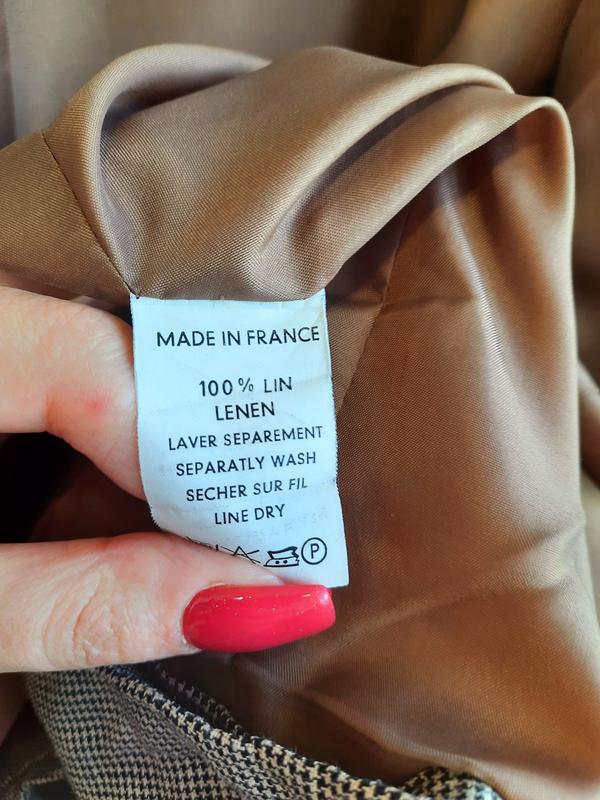 MADE IN FRANCE
100% LIN
LENEN
LAVER SEPAREMENT
SEPARATLY WASH
SECHER SUR FIL
LINE DRY
P